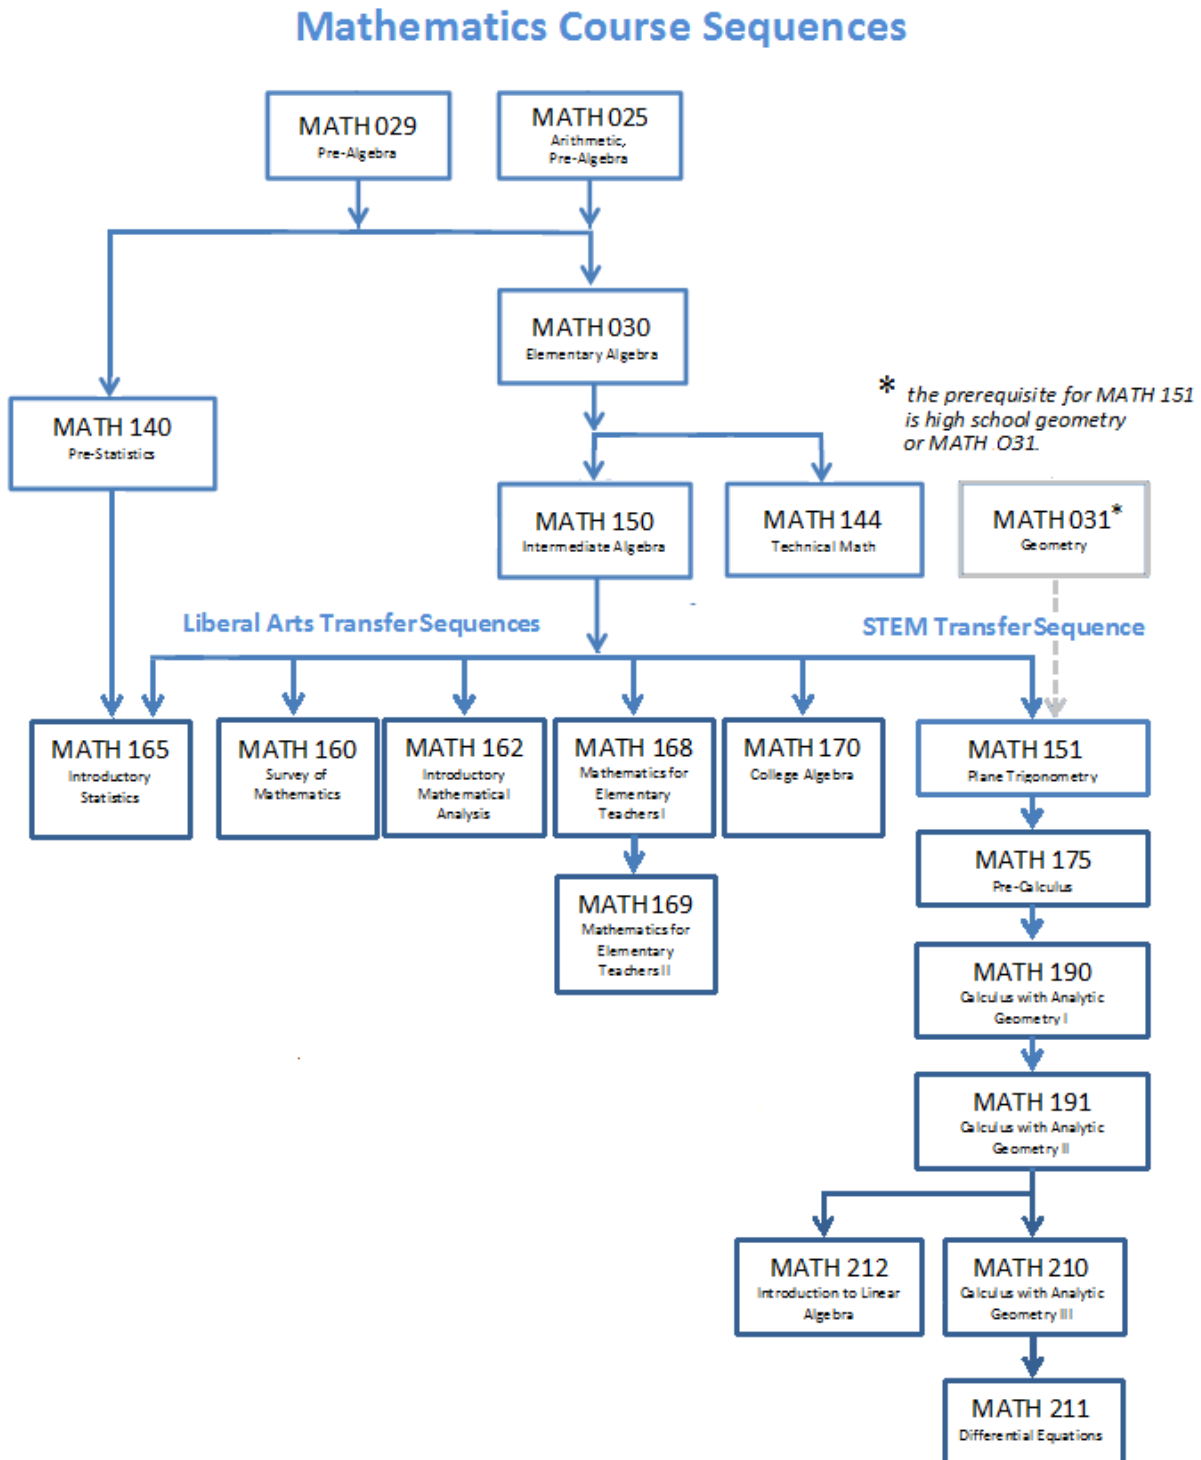 Mathematics Course Sequences
MATH 029
Pre-Algebra
MATH 025
Arithmetic,
Pre-Algebra
MATH 030
Elementary Algebra
* the prerequisite for MATH 151
is high school geometry
or MATH O31.
MATH 140
Pre-Statistics
MATH 150
Intermediate Algebra
MATH 144
Technical Math
MATH 031*
Geometry
Liberal Arts Transfer Sequences
STEM Transfer Sequence
MATH 165
Introductory
Statistics
MATH 160
Survey of
Mathematics
MATH 162
Introductory
Mathematical
Analysis
MATH 168
Mathematics for
Elementary
Teachers I
MATH 170
College Algebra
MATH 151
Plane Trigonometry
MATH 175
Pre-Calculus
MATH 169
Mathematics for
Elementary
Teachers II
MATH 190
Calculus with Analytic
Geometry I
MATH 191
Calculus with Analytic
Geometry II
MATH 212
Introduction to Linear
Algebra
MATH 210
Calculus with Analytic
Geometry III
MATH 211
Differential Equations